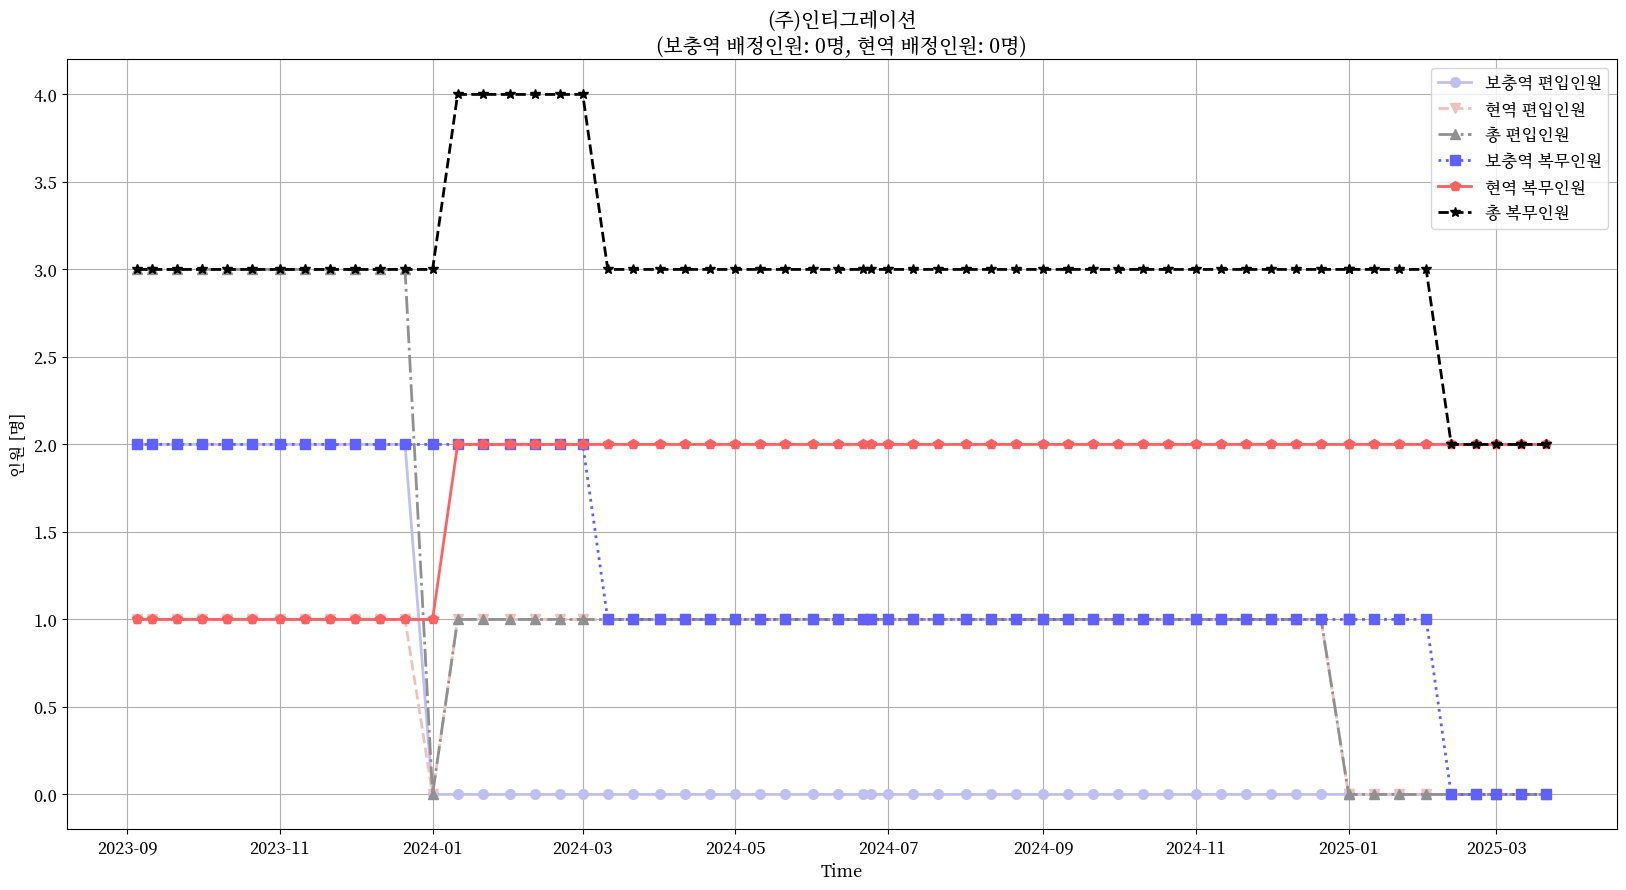 (주)인티그레이션
(보충역 배정인원: 0명, 현역 배정인원: 0명)
보충역 편입인원
현역 편입인원
총 편입인원
보충역 복무인원
현역 복무인원
총 복무인원
인원 [명]
4.0
3.5
3.0
2.5
2.0
1.5
1.0
0.5
0.0
2023-09 2023-11 2024-01 2024-03 2024-05 2024-07 2024-09 2024-11 2025-01 2025-03
Time